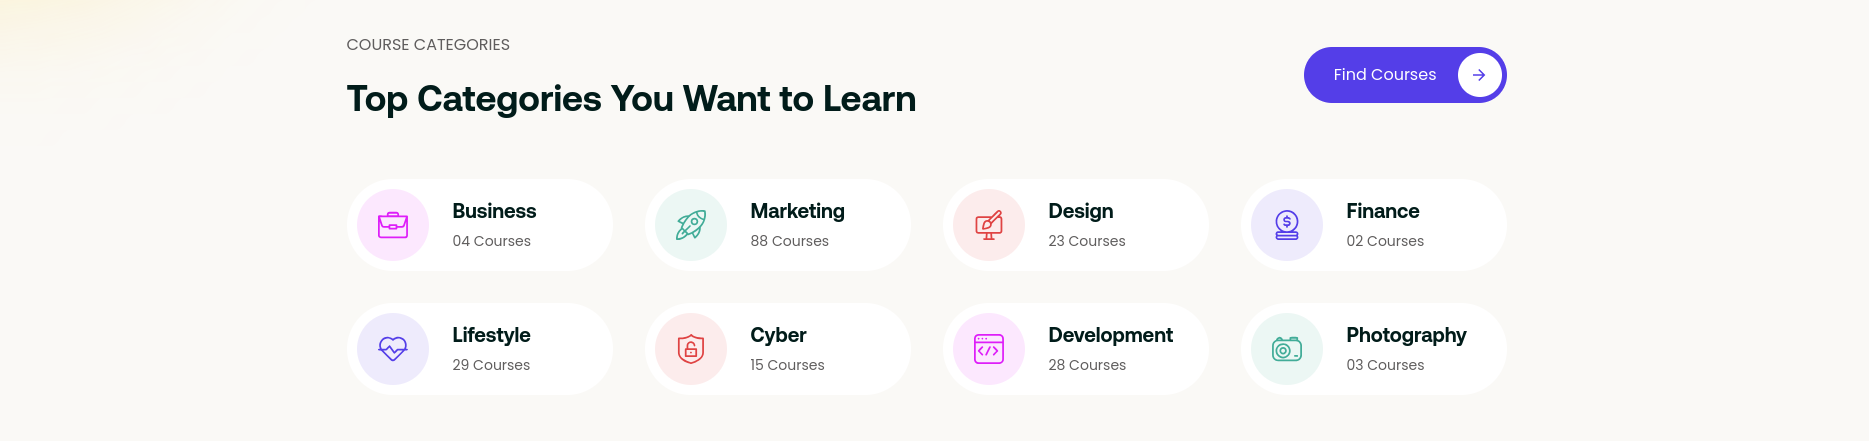 COURSE CATEGORIES
Top Categories You Want to Learn
Find Courses
Business
04 Courses
Marketing
88 Courses
Design
23 Courses
Finance
02 Courses
Lifestyle
29 Courses
Cyber
15 Courses
Development
28 Courses
Photography
03 Courses